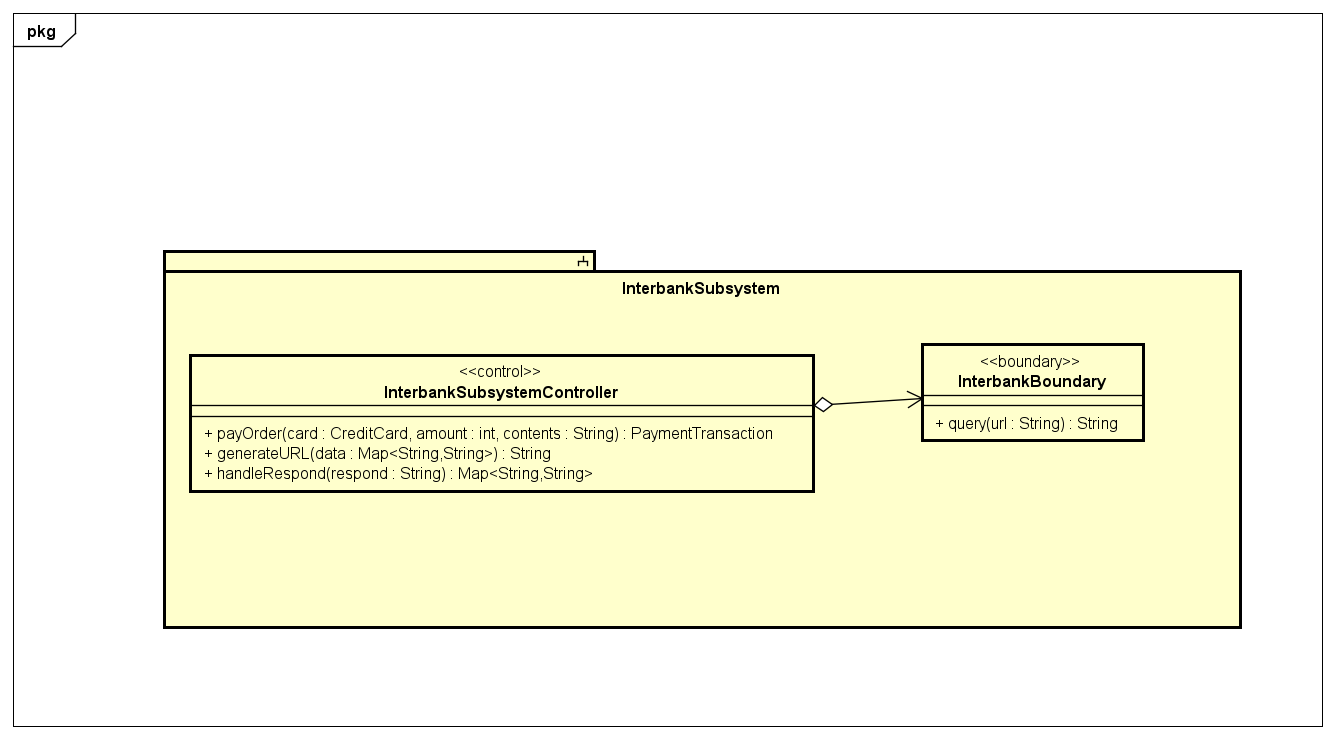 pkg
InterbankSubsystem
<<control>>
InterbankSubsystemController
+ payOrder(card : CreditCard, amount : int, contents : String) : PaymentTransaction
+ generateURL(data : Map<String,String>) : String
+ handleRespond(respond : String) : Map<String,String>
<<boundary>>
InterbankBoundary
+ query(url : String) : String